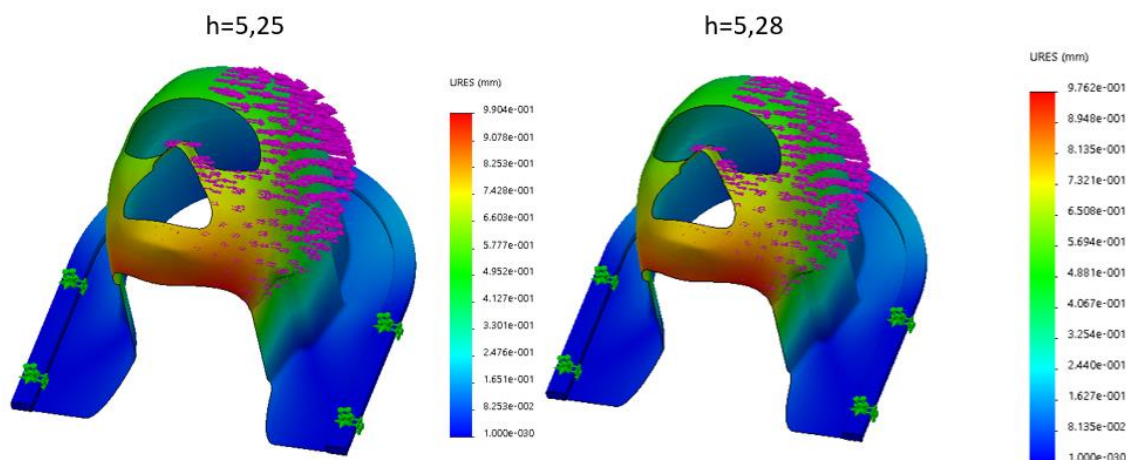 h=5,25
h=5,28
URES (mm)
9.904e-001
9.078e-001
8.253e-001
7.428e-001
6.603e-001
5.777e-001
4.952e-001
4.127e-001
3.301e-001
2.476e-001
1.651e-001
8.253e-002
1.000e-030
URES (mm)
9.762e-001
8.948e-001
8.135e-001
7.321e-001
6.508e-001
5.694e-001
4.881e-001
4.067e-001
3.254e-001
2.440e-001
1.627e-001
8.135e-002
1.000e-030